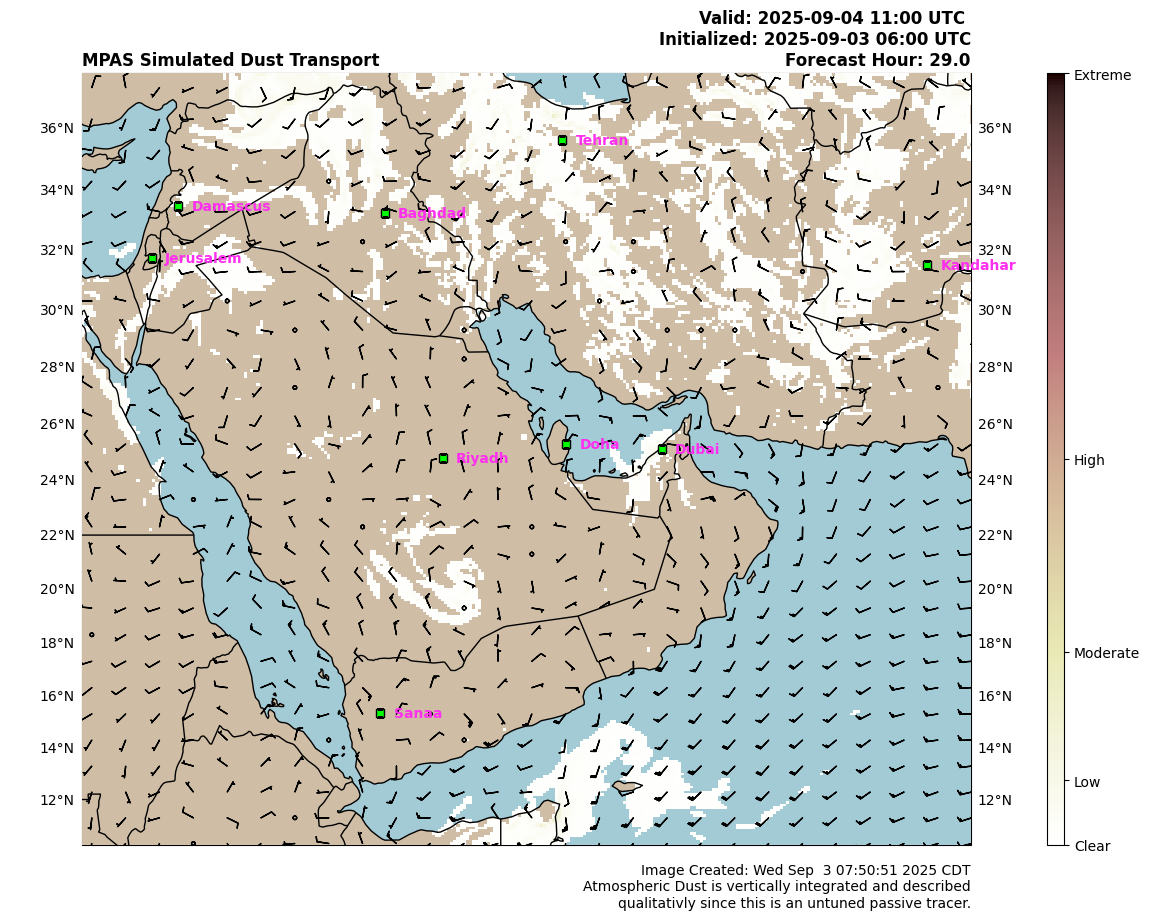 Valid: 2025-09-04 11:00 UTC
Initialized: 2025-09-03 06:00 UTC
MPAS Simulated Dust Transport Forecast Hour: 29.0
Extreme
36°N Tehran 36°N
34°N 34°N
Damascus Baghdad
32°N 32°N
Jerusalem Kandahar
30°N 30°N
28°N 28°N
26°N 26°N
Doha Dubai
Riyadh High
24°N 24°N
22°N 22°N
20°N 20°N
18°N 18°N
Moderate
16°N 16°N
Sanaa
14°N 14°N
Low
12°N 12°N
Clear
Image Created: Wed Sep  3 07:50:51 2025 CDT
Atmospheric Dust is vertically integrated and described
qualitativly since this is an untuned passive tracer.